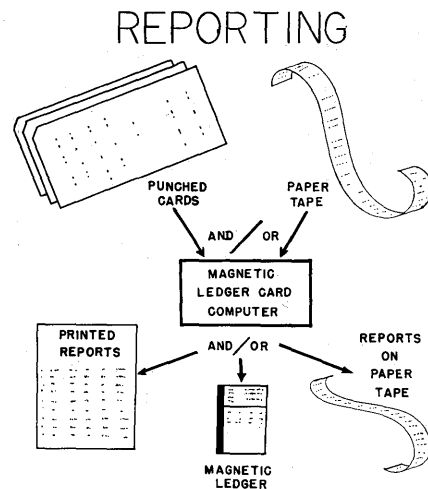 REPORTING
PUNCHED
CARDS
PAPER
TAPE
AND / OR
MAGNETIC
LEDGER CARD
COMPUTER
PRINTED
REPORTS
AND / OR
REPORTS
ON
PAPER
TAPE
MAGNETIC
LEDGER